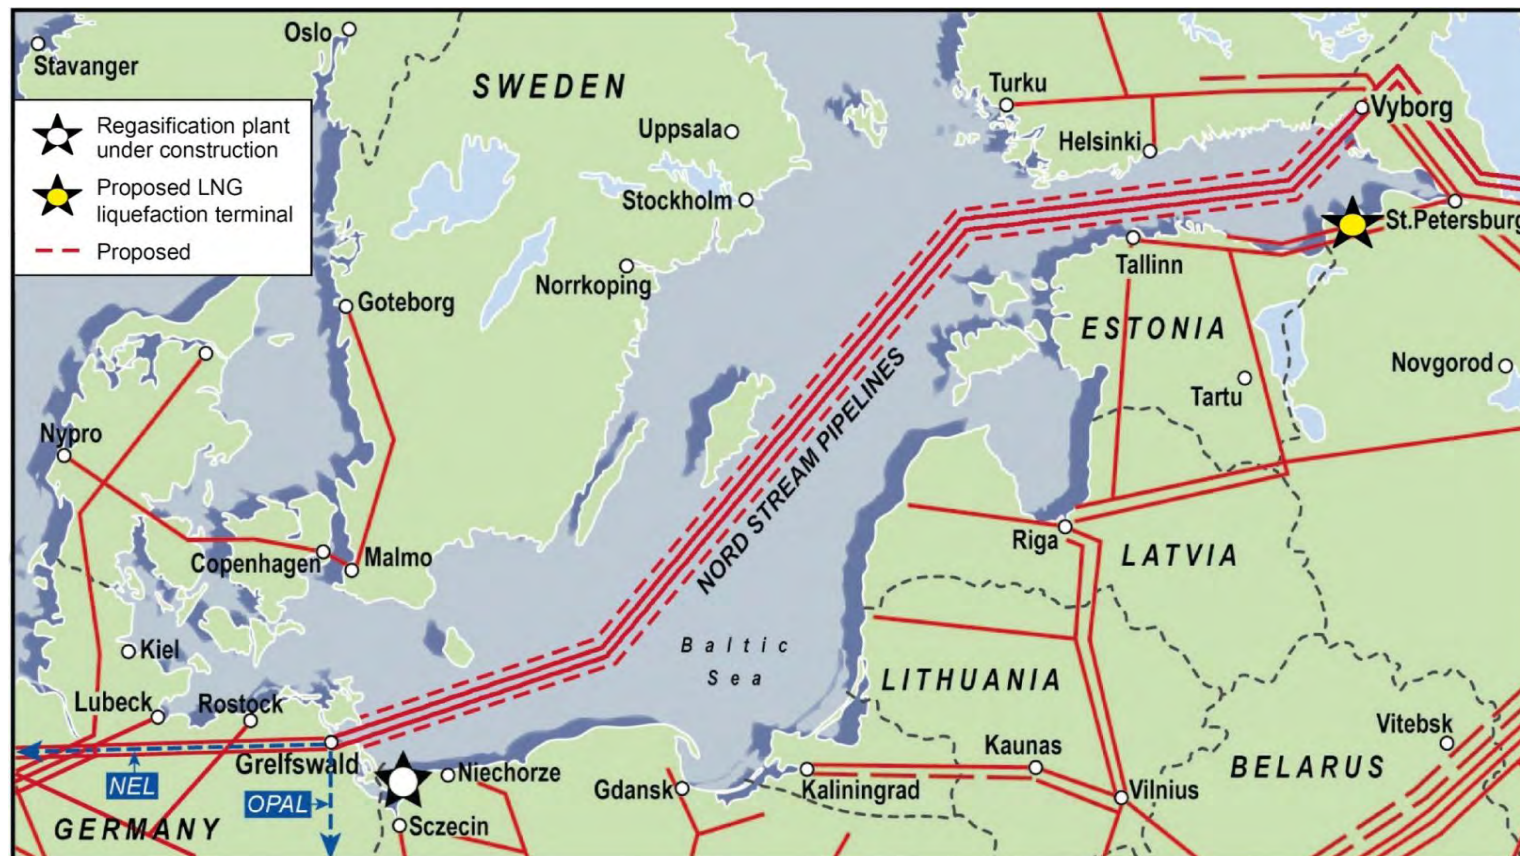 Oslo
Stavanger
SWEDEN
Turku
Vyborg
Regasification plant
under construction
Proposed LNG
liquefaction terminal
Proposed
Uppsala
Helsinki
Stockholm
St.Petersburg
Norrkoping
Tallinn
Goteborg
ESTONIA
Novgorod
Tartu
Nypro
NORD STREAM PIPELINES
Riga
LATVIA
Copenhagen
Malmo
Kiel
Baltic
Sea
LITHUANIA
Lubeck
Rostock
Vitebsk
Grelfswald
Niechorze
Kaunas
BELARUS
NEL
OPAL
Gdansk
Kaliningrad
Vilnius
GERMANY
Sczecin